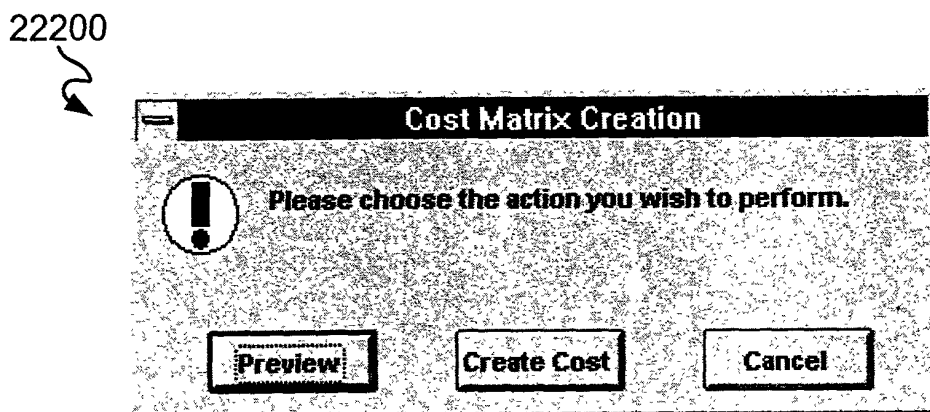 22200
Cost Matrix Creation
Please choose the action you wish to perform.
Preview Create Cost Cancel